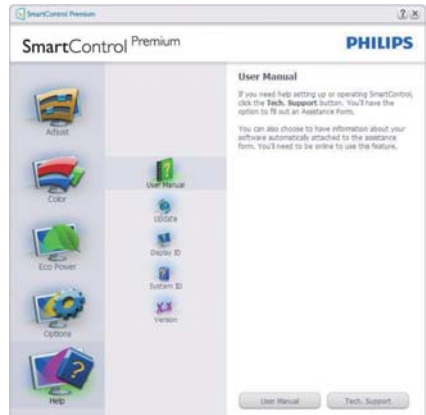 SmartControl Premium
? X
SmartControl Premium
PHILIPS
Adjust
Color
Eco Power
Options
Help
User Manual
Update
Display ID
System ID
X.X
Version
User Manual
If you need help setting up or operating SmartControl,
click the Tech. Support button. You'll have the
option to fill out an Assistance Form.
You can also choose to have information about your
software automatically attached to the assistance
form. You'll need to be online to use this feature.
User Manual
Tech. Support